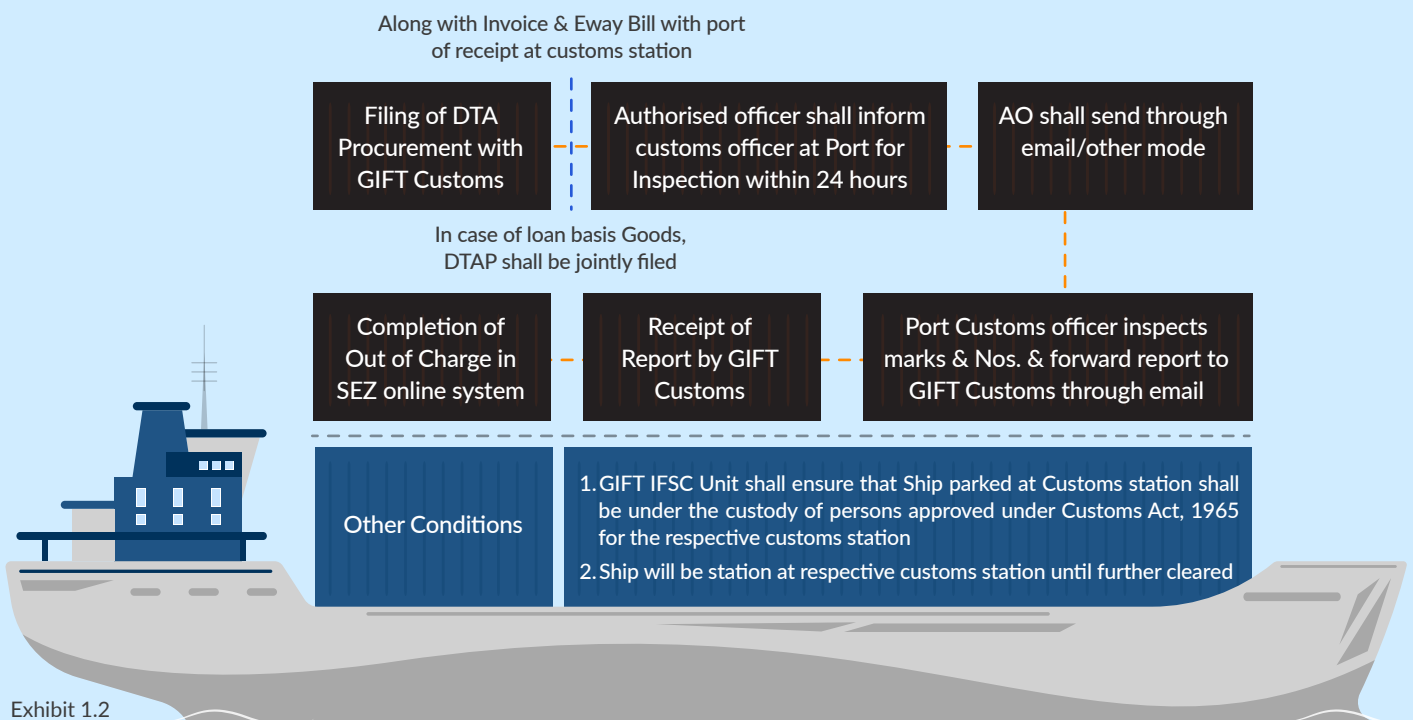 Along with Invoice & Eway Bill with port
of receipt at customs station
Filing of DTA
Procurement with
GIFT Customs
Authorised officer shall inform
customs officer at Port for
Inspection within 24 hours
AO shall send through
email/other mode
In case of loan basis Goods,
DTAP shall be jointly filed
Completion of
Out of Charge in
SEZ online system
Receipt of
Report by GIFT
Customs
Port Customs officer inspects
marks & Nos. & forward report to
GIFT Customs through email
Other Conditions
1. GIFT IFSC Unit shall ensure that Ship parked at Customs station shall
be under the custody of persons approved under Customs Act, 1965
for the respective customs station
2. Ship will be station at respective customs station until further cleared
Exhibit 1.2